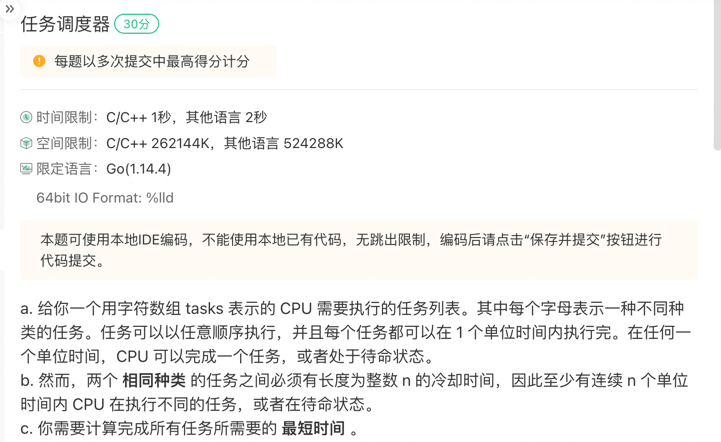 任务调度器 30分
每题以多次提交中最高得分计分
时间限制：C/C++ 1秒，其他语言 2秒
空间限制：C/C++ 262144K，其他语言 524288K
限定语言：Go(1.14.4)
64bit IO Format: %lld
本题可使用本地IDE编码，不能使用本地已有代码，无跳出限制，编码后请点击“保存并提交”按钮进行
代码提交。
a. 给你一个用字符数组 tasks 表示的 CPU 需要执行的任务列表。其中每个字母表示一种不同种
类的任务。任务可以以任意顺序执行，并且每个任务都可以在 1 个单位时间内执行完。在任何一
个单位时间，CPU 可以完成一个任务，或者处于待命状态。
b. 然而，两个 相同种类 的任务之间必须有长度为整数 n 的冷却时间，因此至少有连续 n 个单位
时间内 CPU 在执行不同的任务，或者在待命状态。
c. 你需要计算完成所有任务所需要的 最短时间 。